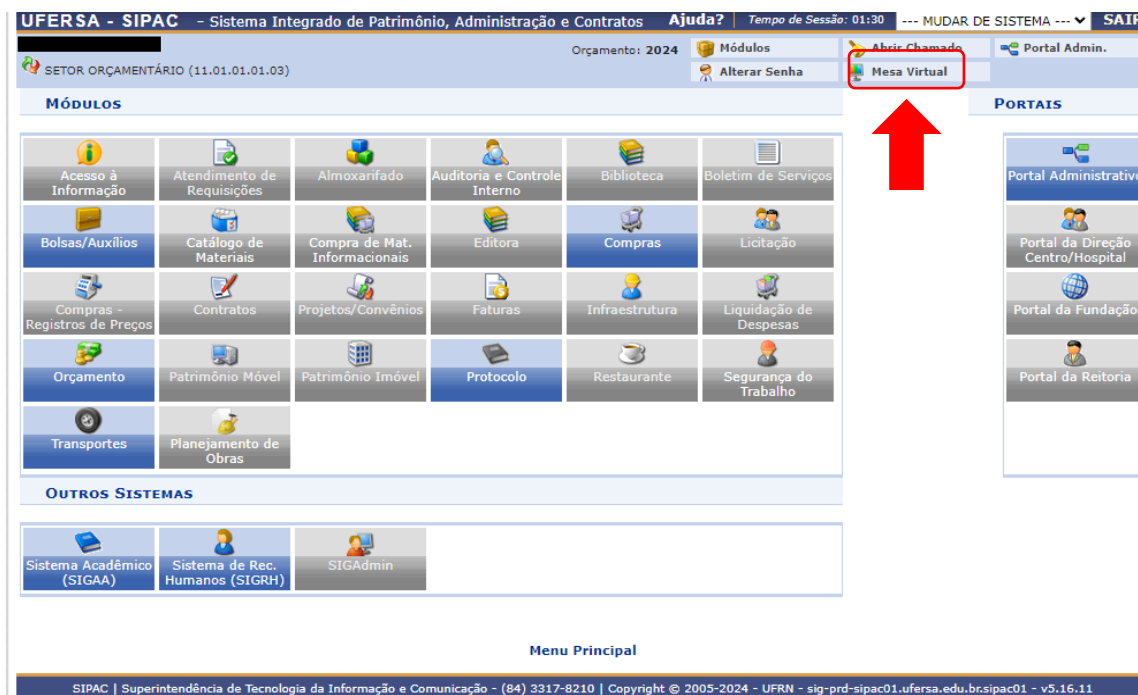 UFERSA - SIPAC - Sistema Integrado de Patrimônio, Administração e Contratos Ajuda? Tempo de Sessão: 01:30 --- MUDAR DE SISTEMA --- SAIR
Orçamento: 2024 Módulos Abrir Chamado Portal Admin.
SETOR ORÇAMENTÁRIO (11.01.01.01.03) Alterar Senha Mesa Virtual
MÓDULOS PORTAIS
Acesso à Informação
Atendimento de Requisições
Almoxarifado
Auditoria e Controle Interno
Biblioteca
Boletim de Serviços
Portal Administrativo
Bolsas/Auxílios
Catálogo de Materiais
Compra de Mat. Informacionais
Editora
Compras
Licitação
Portal da Direção Centro/Hospital
Compras - Registros de Preços
Contratos
Projetos/Convênios
Faturas
Infraestrutura
Liquidação de Despesas
Portal da Fundação
Orçamento
Patrimônio Móvel
Patrimônio Imóvel
Protocolo
Restaurante
Segurança do Trabalho
Portal da Reitoria
Transportes
Planejamento de Obras
OUTROS SISTEMAS
Sistema Acadêmico (SIGAA)
Sistema de Rec. Humanos (SIGRH)
SIGAdmin
Menu Principal
SIPAC | Superintendência de Tecnologia da Informação e Comunicação - (84) 3317-8210 | Copyright © 2005-2024 - UFRN - sig-prd-sipac01.ufersa.edu.br.sipac01 - v5.16.11